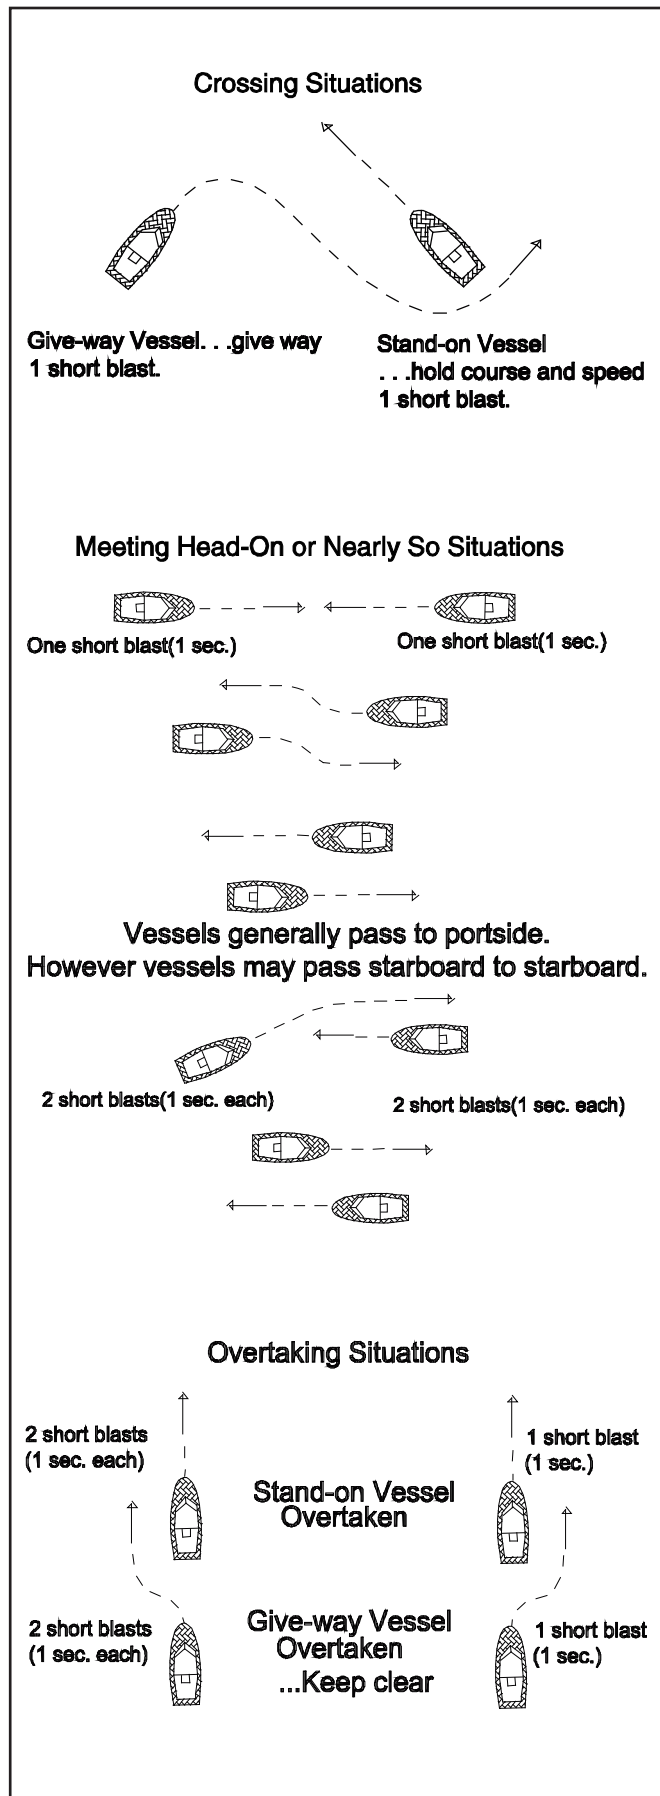 Crossing Situations
Give-way Vessel. . .give way
1 short blast.
Stand-on Vessel
. . .hold course and speed
1 short blast.
Meeting Head-On or Nearly So Situations
One short blast(1 sec.)
One short blast(1 sec.)
Vessels generally pass to portside.
However vessels may pass starboard to starboard.
2 short blasts(1 sec. each)
2 short blasts(1 sec. each)
Overtaking Situations
2 short blasts
(1 sec. each)
1 short blast
(1 sec.)
Stand-on Vessel
Overtaken
2 short blasts
(1 sec. each)
Give-way Vessel
Overtaken
...Keep clear
1 short blast
(1 sec.)